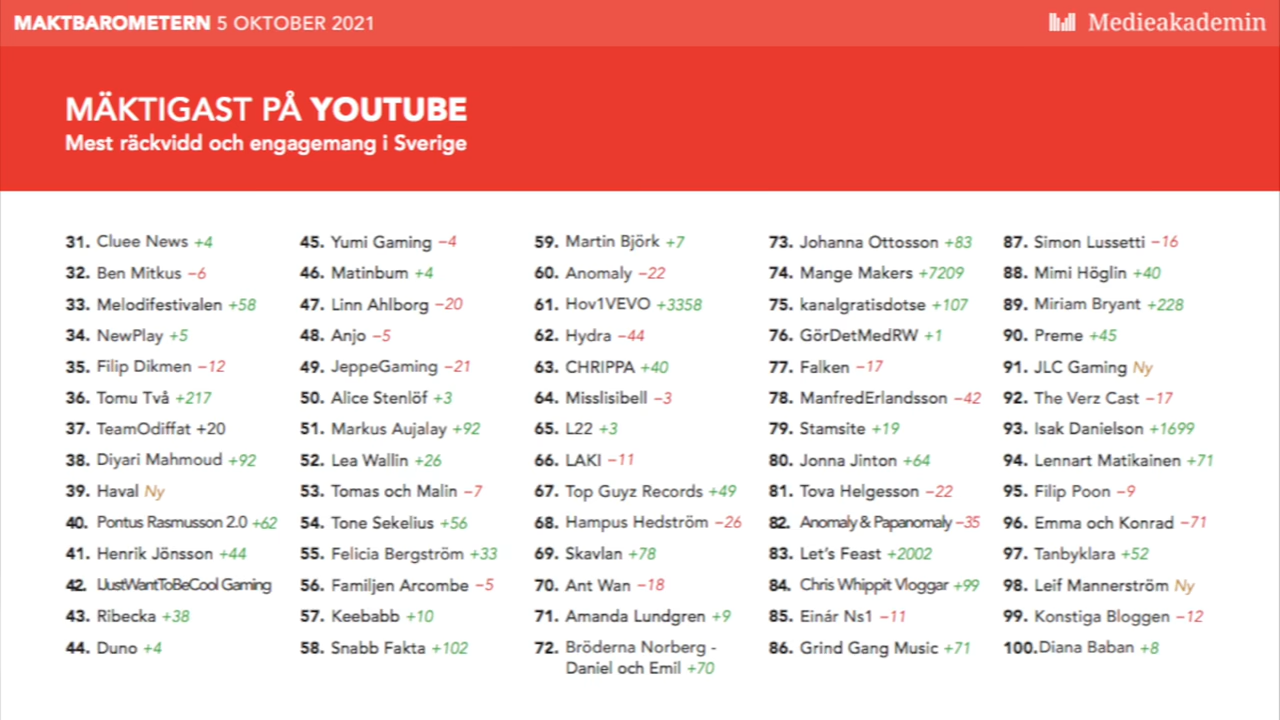 MAKTBAROMETERN 5 OKTOBER 2021
Medieakademin
MÄKTIGAST PÅ YOUTUBE
Mest räckvidd och engagemang i Sverige
31. Cluee News +4
32. Ben Mitkus –6
33. Melodifestivalen +58
34. NewPlay +5
35. Filip Dikmen –12
36. Tomu Två +217
37. TeamOdiffat +20
38. Diyari Mahmoud +92
39. Haval Ny
40. Pontus Rasmusson 2.0 +62
41. Henrik Jönsson +44
42. IJustWantToBeCool Gaming
43. Ribecka +38
44. Duno +4
45. Yumi Gaming –4
46. Matinbum +4
47. Linn Ahlborg –20
48. Anjo –5
49. JeppeGaming –21
50. Alice Stenlöf +3
51. Markus Aujalay +92
52. Lea Wallin +26
53. Tomas och Malin –7
54. Tone Sekelius +56
55. Felicia Bergström +33
56. Familjen Arcombe –5
57. Keebabb +10
58. Snabb Fakta +102
59. Martin Björk +7
60. Anomaly –22
61. Hov1VEVO +3358
62. Hydra –44
63. CHRIPPA +40
64. Misslisibell –3
65. L22 +3
66. LAKI –11
67. Top Guyz Records +49
68. Hampus Hedström –26
69. Skavlan +78
70. Ant Wan –18
71. Amanda Lundgren +9
72. Bröderna Norberg -
Daniel och Emil +70
73. Johanna Ottosson +83
74. Mange Makers +7209
75. kanalgratisdotse +107
76. GörDetMedRW +1
77. Falken –17
78. ManfredErlandsson –42
79. Stamsite +19
80. Jonna Jinton +64
81. Tova Helgesson –22
82. Anomaly & Papanomaly –35
83. Let's Feast +2002
84. Chris Whippit Vloggar +99
85. Einár Ns1 –11
86. Grind Gang Music +71
87. Simon Lussetti –16
88. Mimi Höglin +40
89. Miriam Bryant +228
90. Preme +45
91. JLC Gaming Ny
92. The Verz Cast –17
93. Isak Danielson +1699
94. Lennart Matikainen +71
95. Filip Poon –9
96. Emma och Konrad –71
97. Tanbyklara +52
98. Leif Mannerström Ny
99. Konstiga Bloggen –12
100.Diana Baban +8